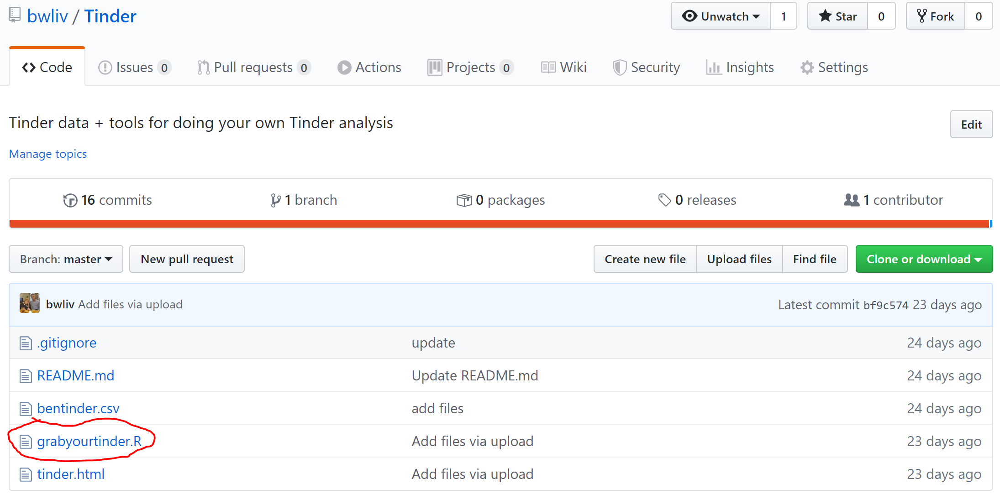 bwliv / Tinder Unwatch 1 Star 0 Fork 0
Code Issues 0 Pull requests 0 Actions Projects 0 Wiki Security Insights Settings
Tinder data + tools for doing your own Tinder analysis Edit
Manage topics
16 commits 1 branch 0 packages 0 releases 1 contributor
Branch: master New pull request Create new file Upload files Find file Clone or download
bwliv Add files via upload Latest commit bf9c574 23 days ago
.gitignore update 24 days ago
README.md Update README.md 24 days ago
bentinder.csv add files 24 days ago
grabyourtinder.R Add files via upload 23 days ago
tinder.html Add files via upload 23 days ago